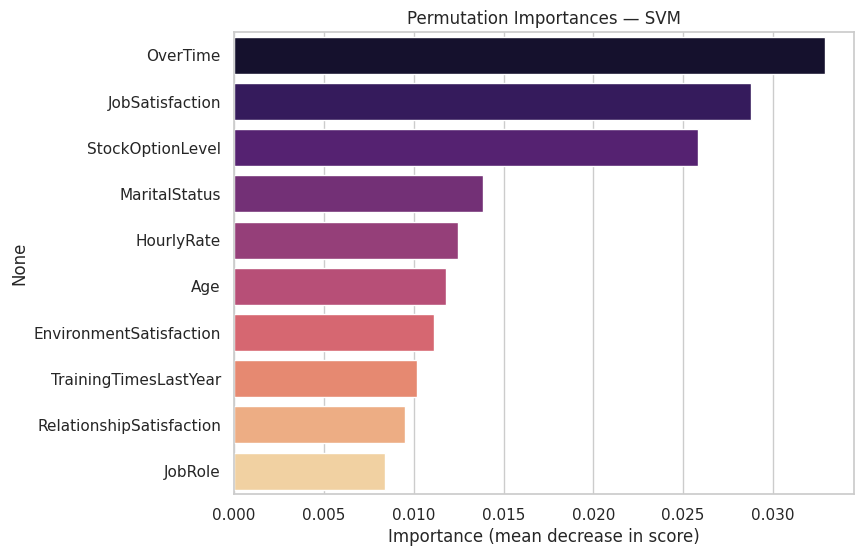 Permutation Importances — SVM
OverTime
JobSatisfaction
StockOptionLevel
MaritalStatus
HourlyRate
Age
EnvironmentSatisfaction
TrainingTimesLastYear
RelationshipSatisfaction
JobRole
None
0.000 0.005 0.010 0.015 0.020 0.025 0.030
Importance (mean decrease in score)